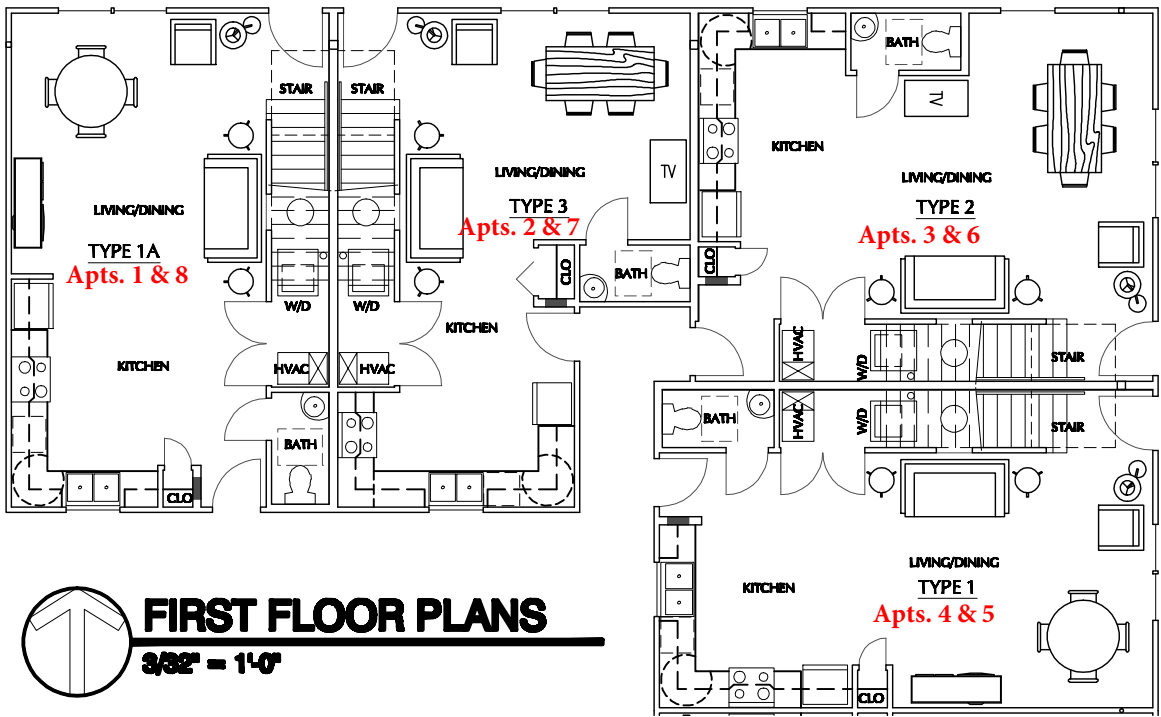 BATH
STAIR
STAIR
TV
KITCHEN
LIVING/DINING
TV
LIVING/DINING
LIVING/DINING
TYPE 3
TYPE 2
Apts. 2 & 7
Apts. 3 & 6
TYPE 1A
Apts. 1 & 8
CLO
BATH
CLO
W/D
W/D
KITCHEN
HVAC
W/D
STAIR
KITCHEN
HVAC
HVAC
BATH
HVAC
W/D
STAIR
BATH
CLO
LIVING/DINING
KITCHEN
TYPE 1
Apts. 4 & 5
CLO
FIRST FLOOR PLANS
3/32" = 1'-0"